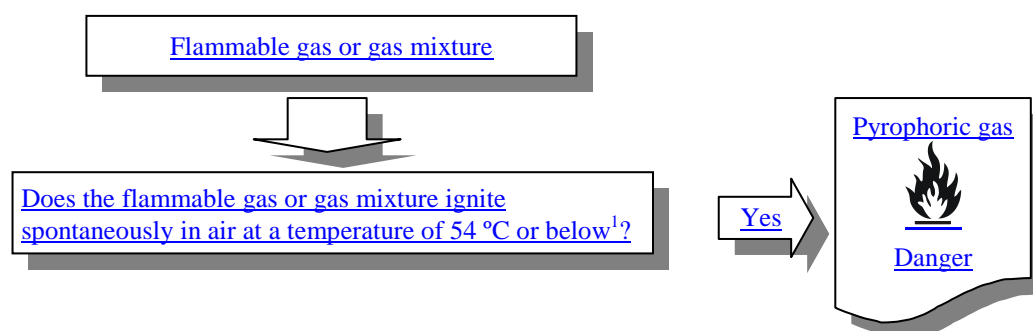 Flammable gas or gas mixture
Does the flammable gas or gas mixture ignite
spontaneously in air at a temperature of 54 ºC or below¹?
Yes
Pyrophoric gas
Danger